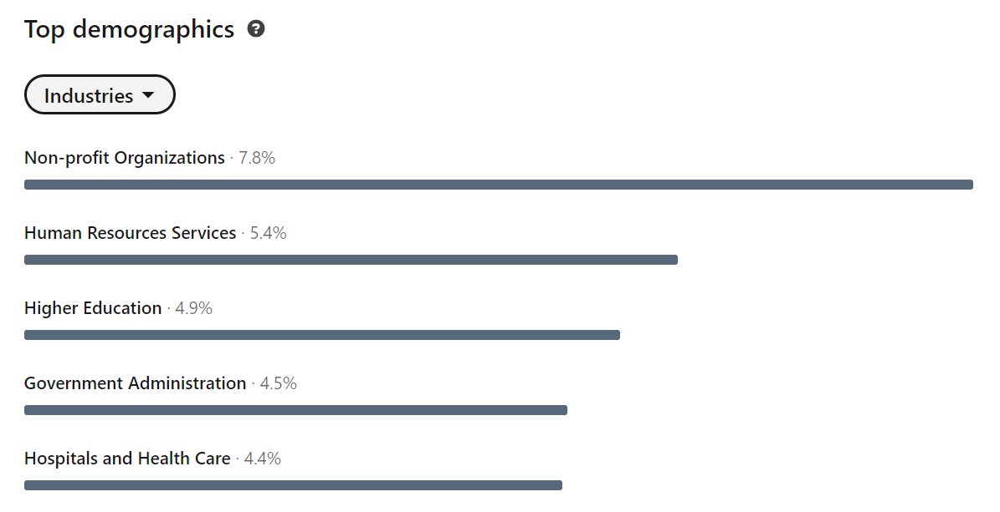 Top demographics ?
Industries
Non-profit Organizations · 7.8%
Human Resources Services · 5.4%
Higher Education · 4.9%
Government Administration · 4.5%
Hospitals and Health Care · 4.4%